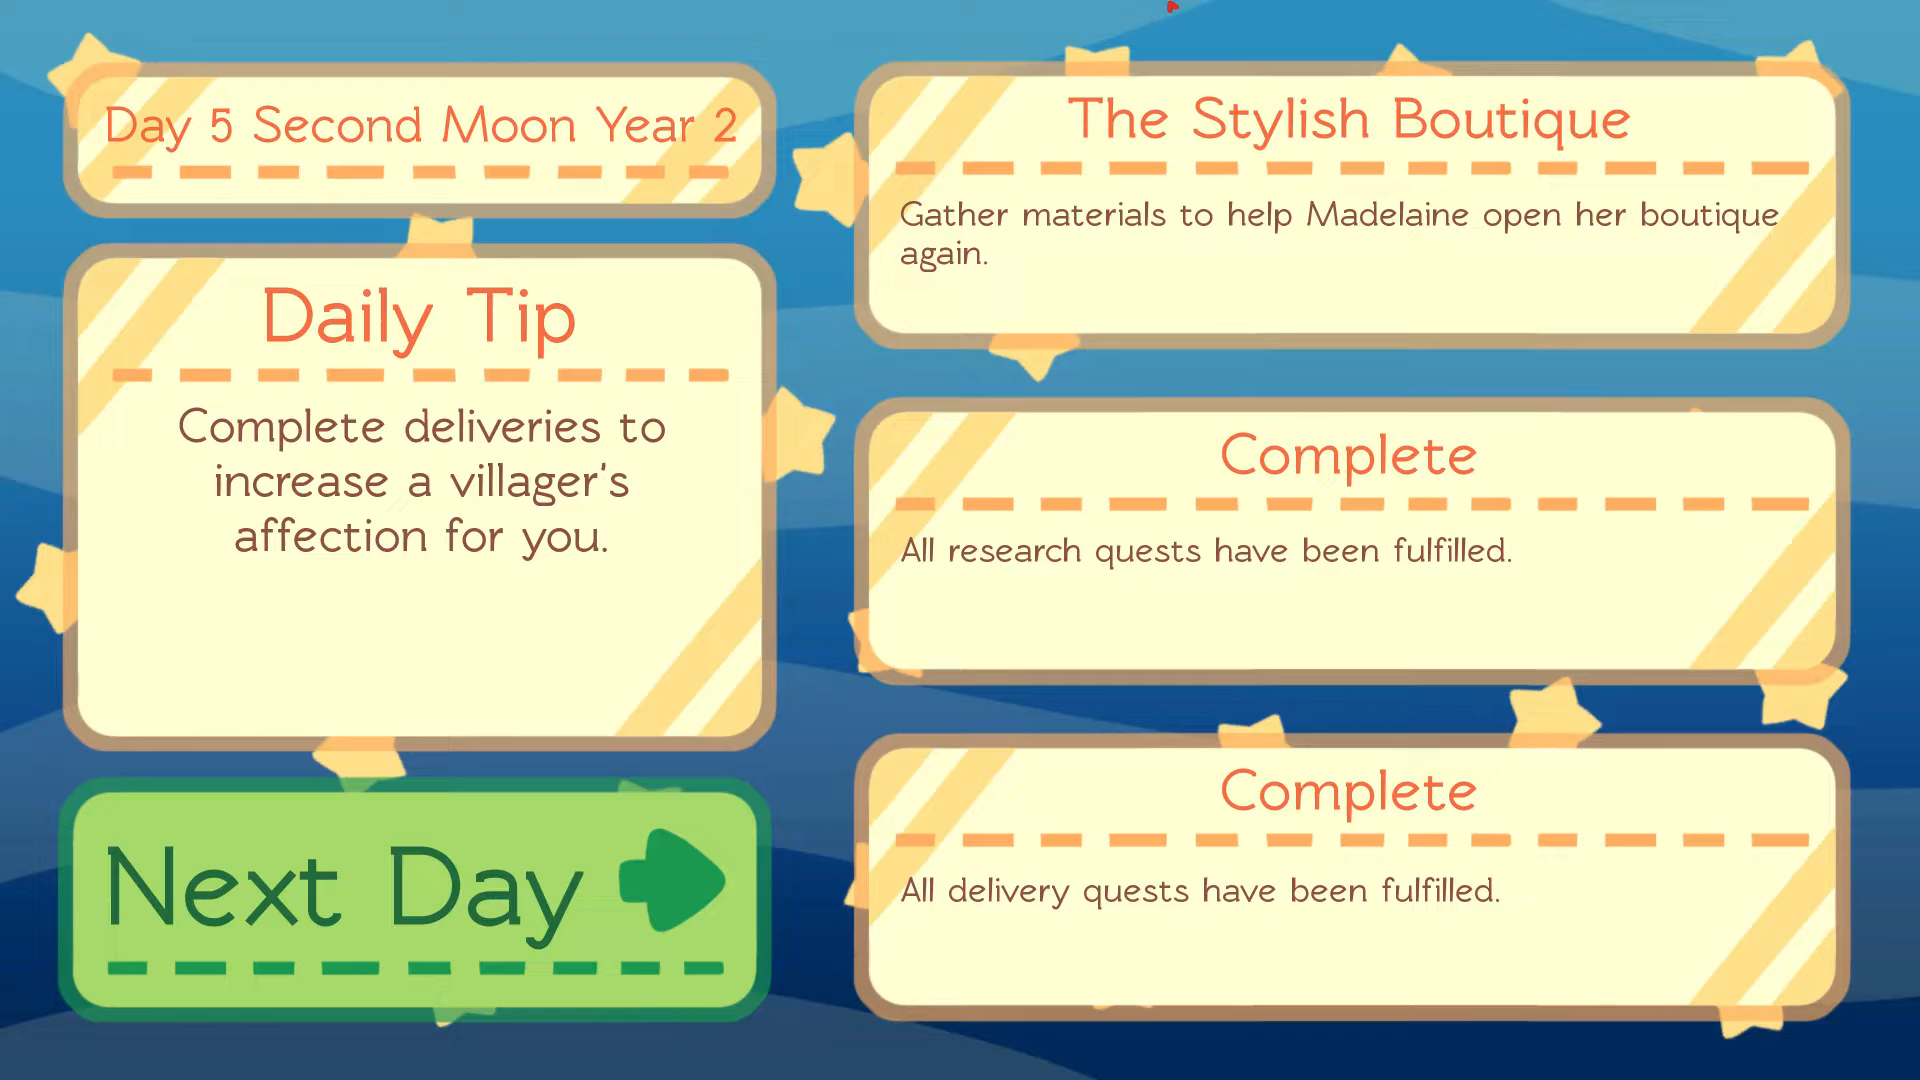 Day 5 Second Moon Year 2
Daily Tip
Complete deliveries to
increase a villager's
affection for you.
Next Day
The Stylish Boutique
Gather materials to help Madelaine open her boutique
again.
Complete
All research quests have been fulfilled.
Complete
All delivery quests have been fulfilled.